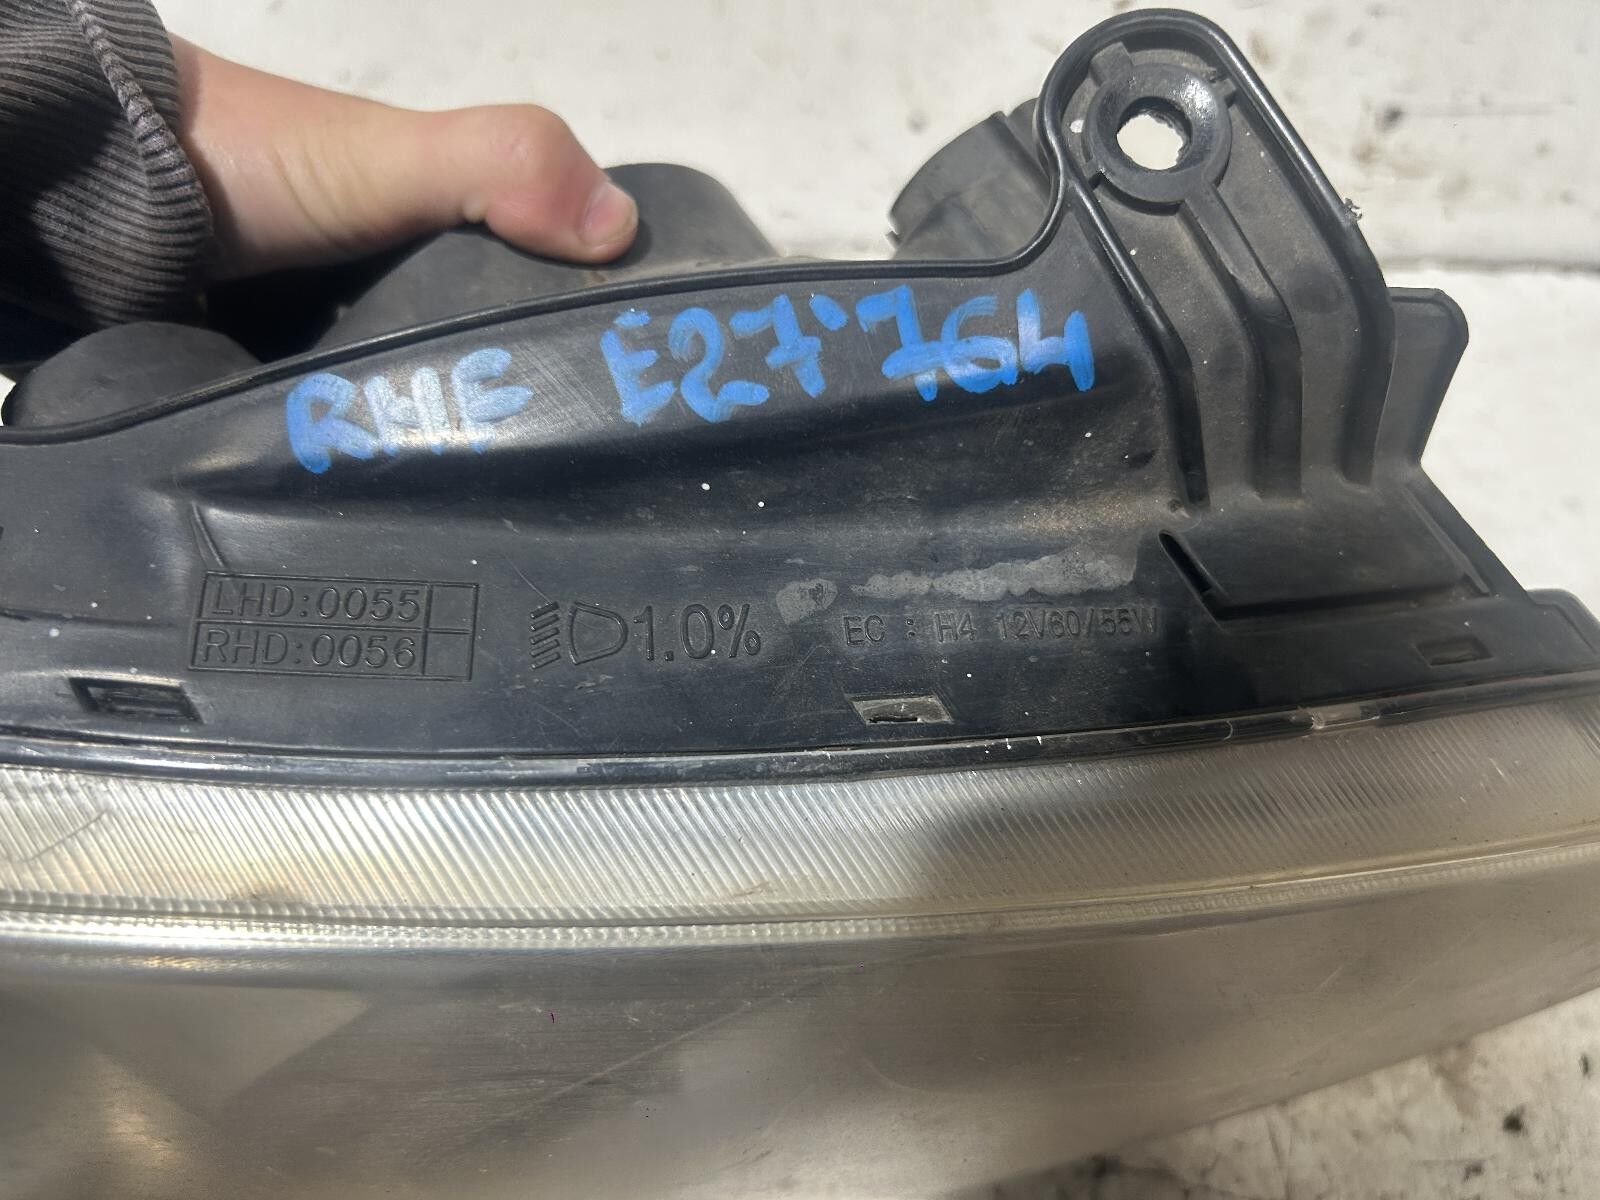 RHF E27'764
LHD:0055
RHD:0056
1.0%
EC : H4 12V60/55W